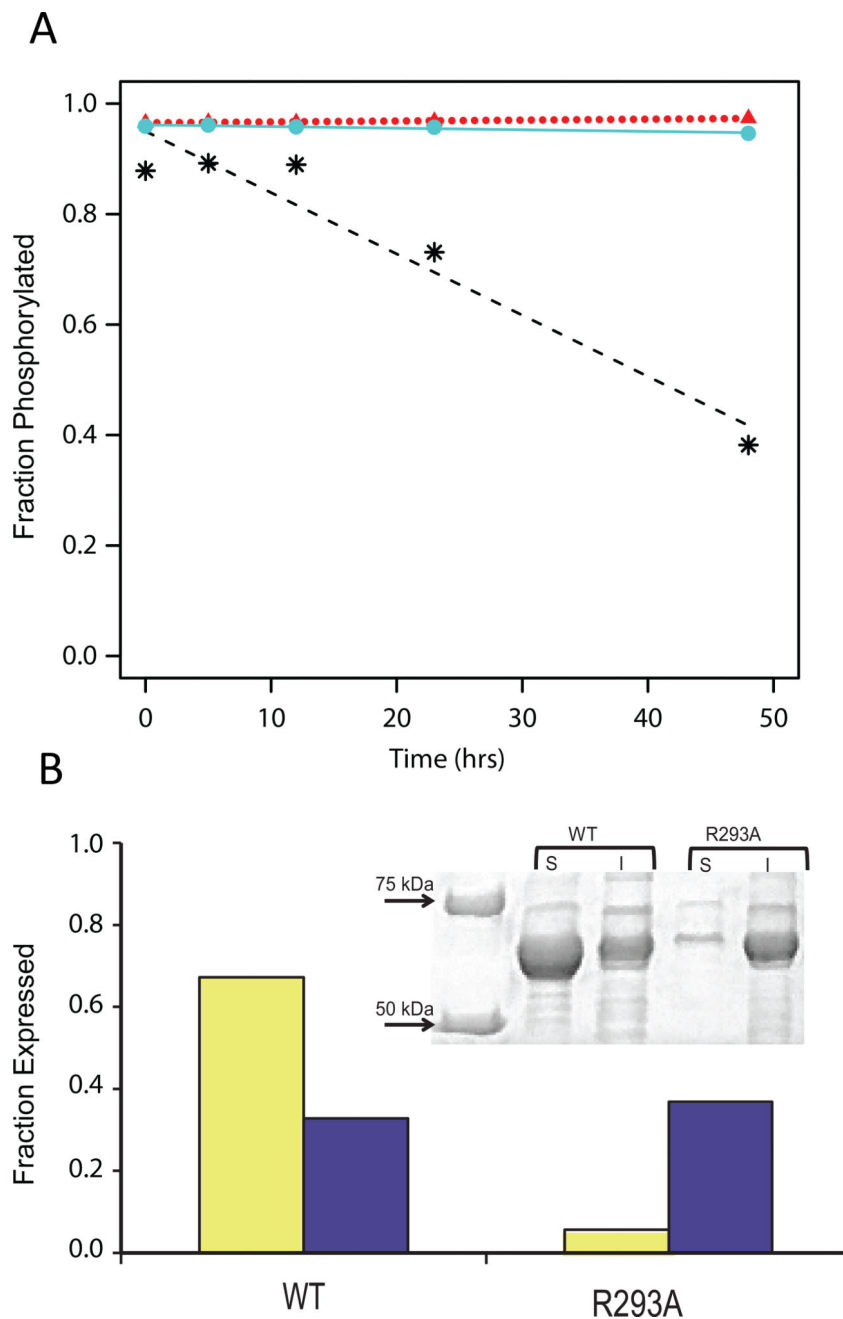 A
1.0
0.8
0.6
0.4
0.2
0.0
Fraction Phosphorylated
0 10 20 30 40 50
Time (hrs)
B
1.0
0.8
0.6
0.4
0.2
0.0
Fraction Expressed
WT R293A
S I S I
75 kDa
50 kDa
WT R293A